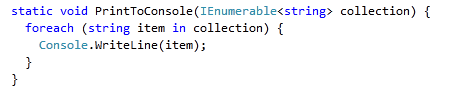 static void PrintToConsole(IEnumerable<string> collection) {
  foreach (string item in collection) {
    Console.WriteLine(item);
  }
}